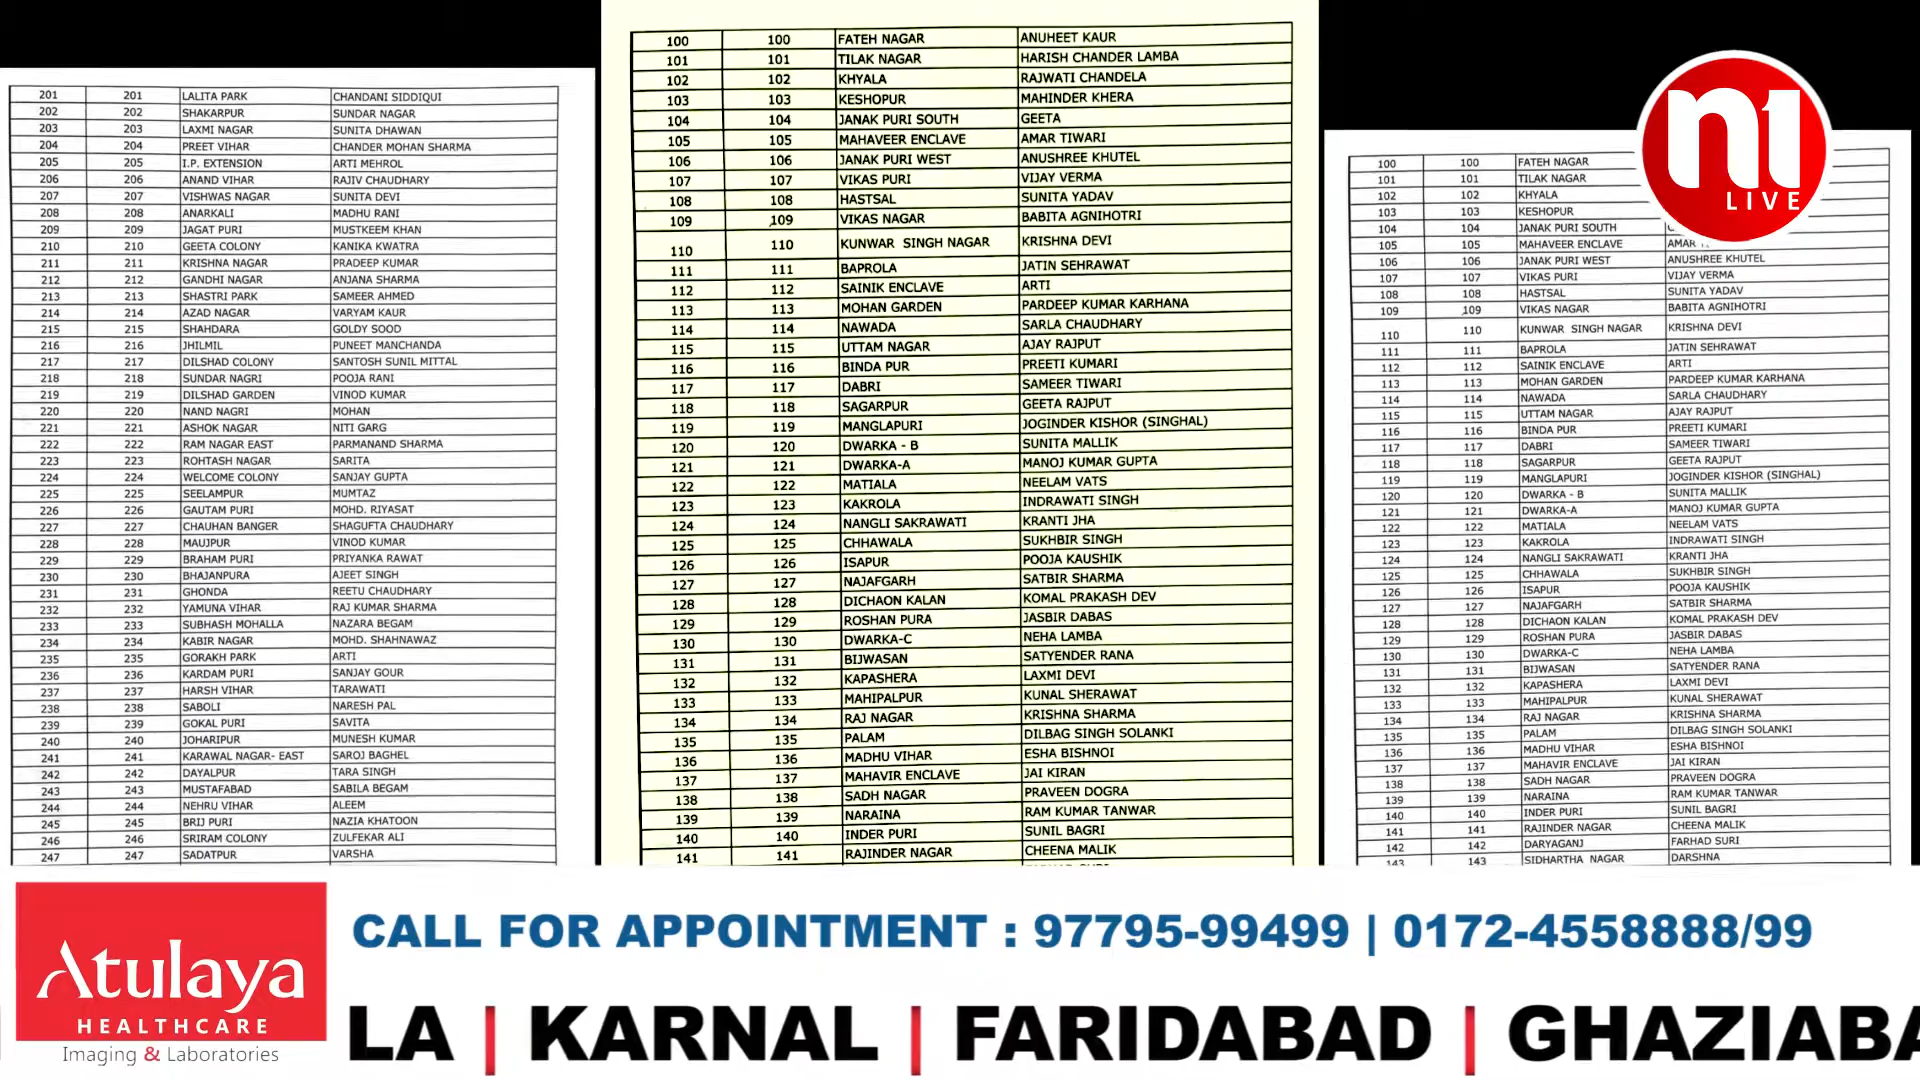 201 201 LALITA PARK CHANDANI SIDDIQUI
202 202 SHAKARPUR SUNDAR NAGAR
203 203 LAXMI NAGAR SUNITA DHAWAN
204 204 PREET VIHAR CHANDER MOHAN SHARMA
205 205 I.P. EXTENSION ARTI MEHROL
206 206 ANAND VIHAR RAJIV CHAUDHARY
207 207 VISHWAS NAGAR SUNITA DEVI
208 208 ANARKALI MADHU RANI
209 209 JAGAT PURI MUSTKEEM KHAN
210 210 GEETA COLONY KANIKA KWATRA
211 211 KRISHNA NAGAR PRADEEP KUMAR
212 212 GANDHI NAGAR ANJANA SHARMA
213 213 SHASTRI PARK SAMEER AHMED
214 214 AZAD NAGAR VARYAM KAUR
215 215 SHAHDARA GOLDY SOOD
216 216 JHILMIL PUNEET MANCHANDA
217 217 DILSHAD COLONY SANTOSH SUNIL MITTAL
218 218 SUNDAR NAGRI POOJA RANI
219 219 DILSHAD GARDEN VINOD KUMAR
220 220 NAND NAGRI MOHAN
221 221 ASHOK NAGAR NITI GARG
222 222 RAM NAGAR EAST PARMANAND SHARMA
223 223 ROHTASH NAGAR SARITA
224 224 WELCOME COLONY SANJAY GUPTA
225 225 SEELAMPUR MUMTAZ
226 226 GAUTAM PURI MOHD. RIYASAT
227 227 CHAUHAN BANGER SHAGUFTA CHAUDHARY
228 228 MAUJPUR VINOD KUMAR
229 229 BRAHAM PURI PRIYANKA RAWAT
230 230 BHAJANPURA AJEET SINGH
231 231 GHONDA REETU CHAUDHARY
232 232 YAMUNA VIHAR RAJ KUMAR SHARMA
233 233 SUBHASH MOHALLA NAZARA BEGAM
234 234 KABIR NAGAR MOHD. SHAHNAWAZ
235 235 GORAKH PARK ARTI
236 236 KARDAM PURI SANJAY GOUR
237 237 HARSH VIHAR TARAWATI
238 238 SABOLI NARESH PAL
239 239 GOKAL PURI SAVITA
240 240 JOHARIPUR MUNESH KUMAR
241 241 KARAWAL NAGAR- EAST SAROJ BAGHEL
242 242 DAYALPUR TARA SINGH
243 243 MUSTAFABAD SABILA BEGAM
244 244 NEHRU VIHAR ALEEM
245 245 BRIJ PURI NAZIA KHATOON
246 246 SRIRAM COLONY ZULFEKAR ALI
247 247 SADATPUR VARSHA
100 100 FATEH NAGAR ANUHEET KAUR
101 101 TILAK NAGAR HARISH CHANDER LAMBA
102 102 KHYALA RAJWATI CHANDELA
103 103 KESHOPUR MAHINDER KHERA
104 104 JANAK PURI SOUTH GEETA
105 105 MAHAVEER ENCLAVE AMAR TIWARI
106 106 JANAK PURI WEST ANUSHREE KHUTEL
107 107 VIKAS PURI VIJAY VERMA
108 108 HASTSAL SUNITA YADAV
109 109 VIKAS NAGAR BABITA AGNIHOTRI
110 110 KUNWAR SINGH NAGAR KRISHNA DEVI
111 111 BAPROLA JATIN SEHRAWAT
112 112 SAINIK ENCLAVE ARTI
113 113 MOHAN GARDEN PARDEEP KUMAR KARHANA
114 114 NAWADA SARLA CHAUDHARY
115 115 UTTAM NAGAR AJAY RAJPUT
116 116 BINDA PUR PREETI KUMARI
117 117 DABRI SAMEER TIWARI
118 118 SAGARPUR GEETA RAJPUT
119 119 MANGLAPURI JOGINDER KISHOR (SINGHAL)
120 120 DWARKA - B SUNITA MALLIK
121 121 DWARKA-A MANOJ KUMAR GUPTA
122 122 MATIALA NEELAM VATS
123 123 KAKROLA INDRAWATI SINGH
124 124 NANGLI SAKRAWATI KRANTI JHA
125 125 CHHAWALA SUKHBIR SINGH
126 126 ISAPUR POOJA KAUSHIK
127 127 NAJAFGARH SATBIR SHARMA
128 128 DICHAON KALAN KOMAL PRAKASH DEV
129 129 ROSHAN PURA JASBIR DABAS
130 130 DWARKA-C NEHA LAMBA
131 131 BIJWASAN SATYENDER RANA
132 132 KAPASHERA LAXMI DEVI
133 133 MAHIPALPUR KUNAL SHERAWAT
134 134 RAJ NAGAR KRISHNA SHARMA
135 135 PALAM DILBAG SINGH SOLANKI
136 136 MADHU VIHAR ESHA BISHNOI
137 137 MAHAVIR ENCLAVE JAI KIRAN
138 138 SADH NAGAR PRAVEEN DOGRA
139 139 NARAINA RAM KUMAR TANWAR
140 140 INDER PURI SUNIL BAGRI
141 141 RAJINDER NAGAR CHEENA MALIK
n1
LIVE
100 100 FATEH NAGAR
101 101 TILAK NAGAR
102 102 KHYALA
103 103 KESHOPUR
104 104 JANAK PURI SOUTH
105 105 MAHAVEER ENCLAVE AMAR
106 106 JANAK PURI WEST ANUSHREE KHUTEL
107 107 VIKAS PURI VIJAY VERMA
108 108 HASTSAL SUNITA YADAV
109 109 VIKAS NAGAR BABITA AGNIHOTRI
110 110 KUNWAR SINGH NAGAR KRISHNA DEVI
111 111 BAPROLA JATIN SEHRAWAT
112 112 SAINIK ENCLAVE ARTI
113 113 MOHAN GARDEN PARDEEP KUMAR KARHANA
114 114 NAWADA SARLA CHAUDHARY
115 115 UTTAM NAGAR AJAY RAJPUT
116 116 BINDA PUR PREETI KUMARI
117 117 DABRI SAMEER TIWARI
118 118 SAGARPUR GEETA RAJPUT
119 119 MANGLAPURI JOGINDER KISHOR (SINGHAL)
120 120 DWARKA - B SUNITA MALLIK
121 121 DWARKA-A MANOJ KUMAR GUPTA
122 122 MATIALA NEELAM VATS
123 123 KAKROLA INDRAWATI SINGH
124 124 NANGLI SAKRAWATI KRANTI JHA
125 125 CHHAWALA SUKHBIR SINGH
126 126 ISAPUR POOJA KAUSHIK
127 127 NAJAFGARH SATBIR SHARMA
128 128 DICHAON KALAN KOMAL PRAKASH DEV
129 129 ROSHAN PURA JASBIR DABAS
130 130 DWARKA-C NEHA LAMBA
131 131 BIJWASAN SATYENDER RANA
132 132 KAPASHERA LAXMI DEVI
133 133 MAHIPALPUR KUNAL SHERAWAT
134 134 RAJ NAGAR KRISHNA SHARMA
135 135 PALAM DILBAG SINGH SOLANKI
136 136 MADHU VIHAR ESHA BISHNOI
137 137 MAHAVIR ENCLAVE JAI KIRAN
138 138 SADH NAGAR PRAVEEN DOGRA
139 139 NARAINA RAM KUMAR TANWAR
140 140 INDER PURI SUNIL BAGRI
141 141 RAJINDER NAGAR CHEENA MALIK
142 142 DARYAGANJ FARHAD SURI
143 143 SIDHARTHA NAGAR DARSHNA
Atulaya
HEALTHCARE
Imaging & Laboratories
CALL FOR APPOINTMENT : 97795-99499 | 0172-4558888/99
LA | KARNAL | FARIDABAD | GHAZIABA